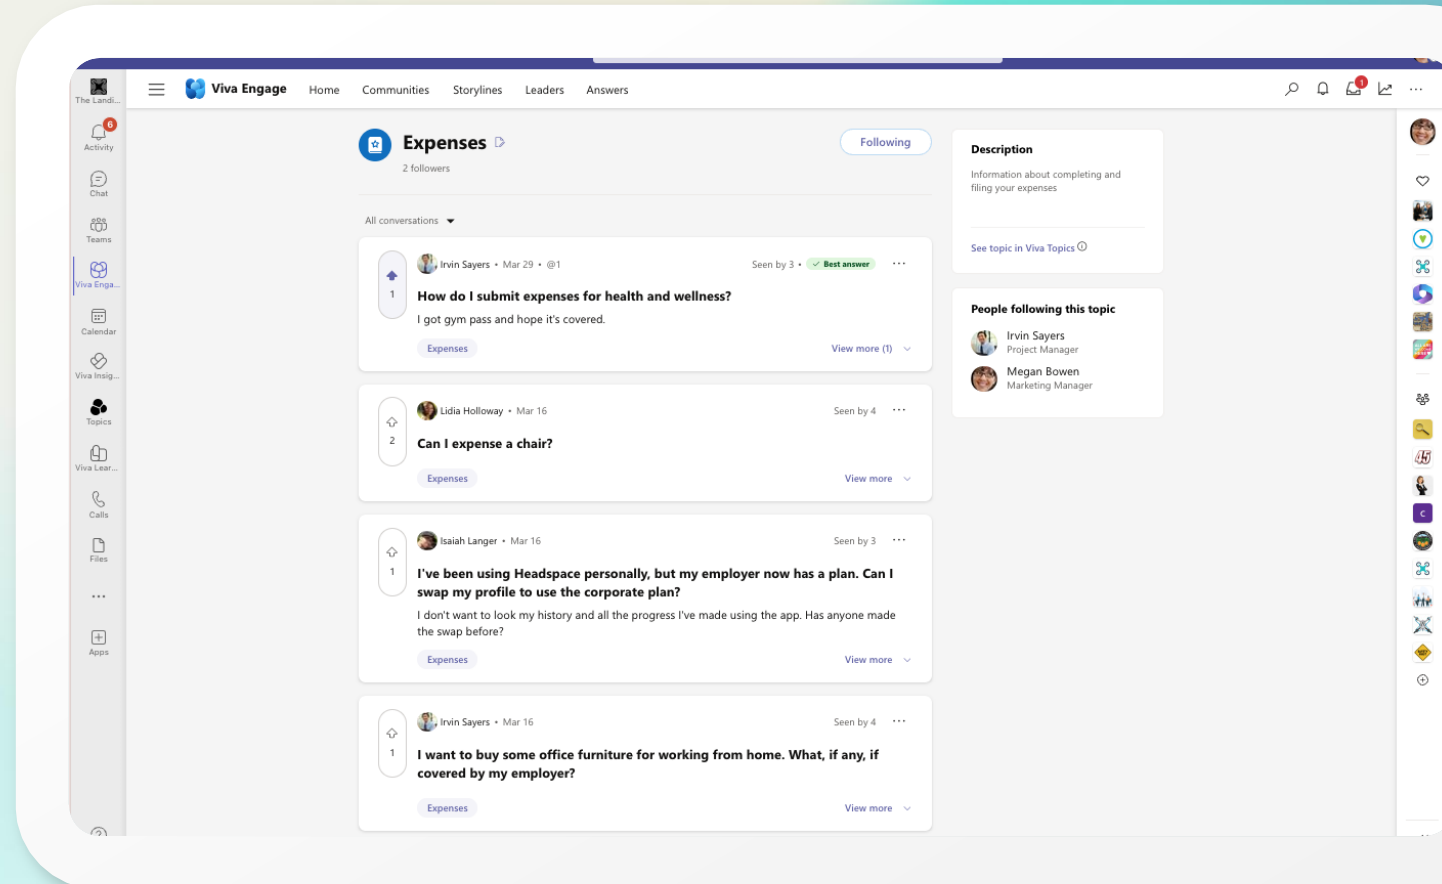 The Landi...
6
Activity
Chat
Teams
Viva Enga...
Calendar
Viva Insig...
Topics
Viva Lear...
Calls
Files
Apps
Viva Engage
Home
Communities
Storylines
Leaders
Answers
1
Expenses
2 followers
Following
All conversations
1
Irvin Sayers • Mar 29 • @1
Seen by 3 •
Best answer
How do I submit expenses for health and wellness?
I got gym pass and hope it's covered.
Expenses
View more (1)
2
Lidia Holloway • Mar 16
Seen by 4
Can I expense a chair?
Expenses
View more
1
Isaiah Langer • Mar 16
Seen by 3
I've been using Headspace personally, but my employer now has a plan. Can I
swap my profile to use the corporate plan?
I don't want to look my history and all the progress I've made using the app. Has anyone made
the swap before?
Expenses
View more
1
Irvin Sayers • Mar 16
Seen by 4
I want to buy some office furniture for working from home. What, if any, if
covered by my employer?
Expenses
View more
Description
Information about completing and
filing your expenses
See topic in Viva Topics
People following this topic
Irvin Sayers
Project Manager
Megan Bowen
Marketing Manager
45
C